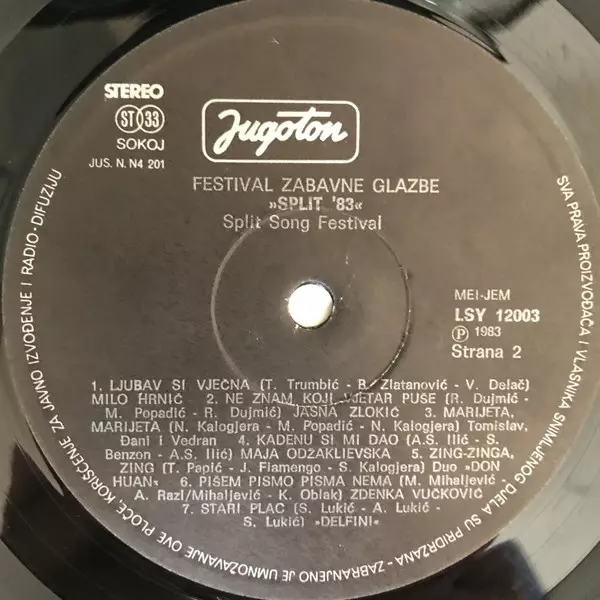 STEREO
ST 33
SOKOJ
JUS. N. N4 201
Jugoton
FESTIVAL ZABAVNE GLAZBE
»SPLIT '83«
Split Song Festival
MEI-JEM
LSY 12003
Ⓟ 1983
Strana 2
1. LJUBAV SI VJEČNA (T. Trumbić - B. Zlatanović - V. Delač)
MILO HRNIĆ 2. NE ZNAM KOJI VJETAR PUŠE (R. Dujmić -
M. Popadić - R. Dujmić) JASNA ZLOKIĆ 3. MARIJETA,
MARIJETA (N. Kalogjera - M. Popadić - N. Kalogjera) Tomislav,
Đani i Vedran 4. KADENU SI MI DAO (A.S. Ilić - S.
Benzon - A.S. Ilić) MAJA ODŽAKLIEVSKA 5. ZING-ZINGA,
ZING (T. Papić - J. Fiamengo - S. Kalogjera) Duo »DON
HUAN« 6. PIŠEM PISMO PISMA NEMA (M. Mihaljević -
A. Razl/Mihaljević - K. Oblak) ZDENKA VUČKOVIĆ
7. STARI PLAC (S. Lukić - A. Lukić -
S. Lukić) »DELFINI«
SVA PRAVA PROIZVOĐAČA I VLASNIKA SNIMLJENOG DJELA SU PRIDRŽANA - ZABRANJENO JE UMNOŽAVANJE OVE PLOČE, KORIŠĆENJE ZA JAVNO IZVOĐENJE I RADIO-DIFUZIJU